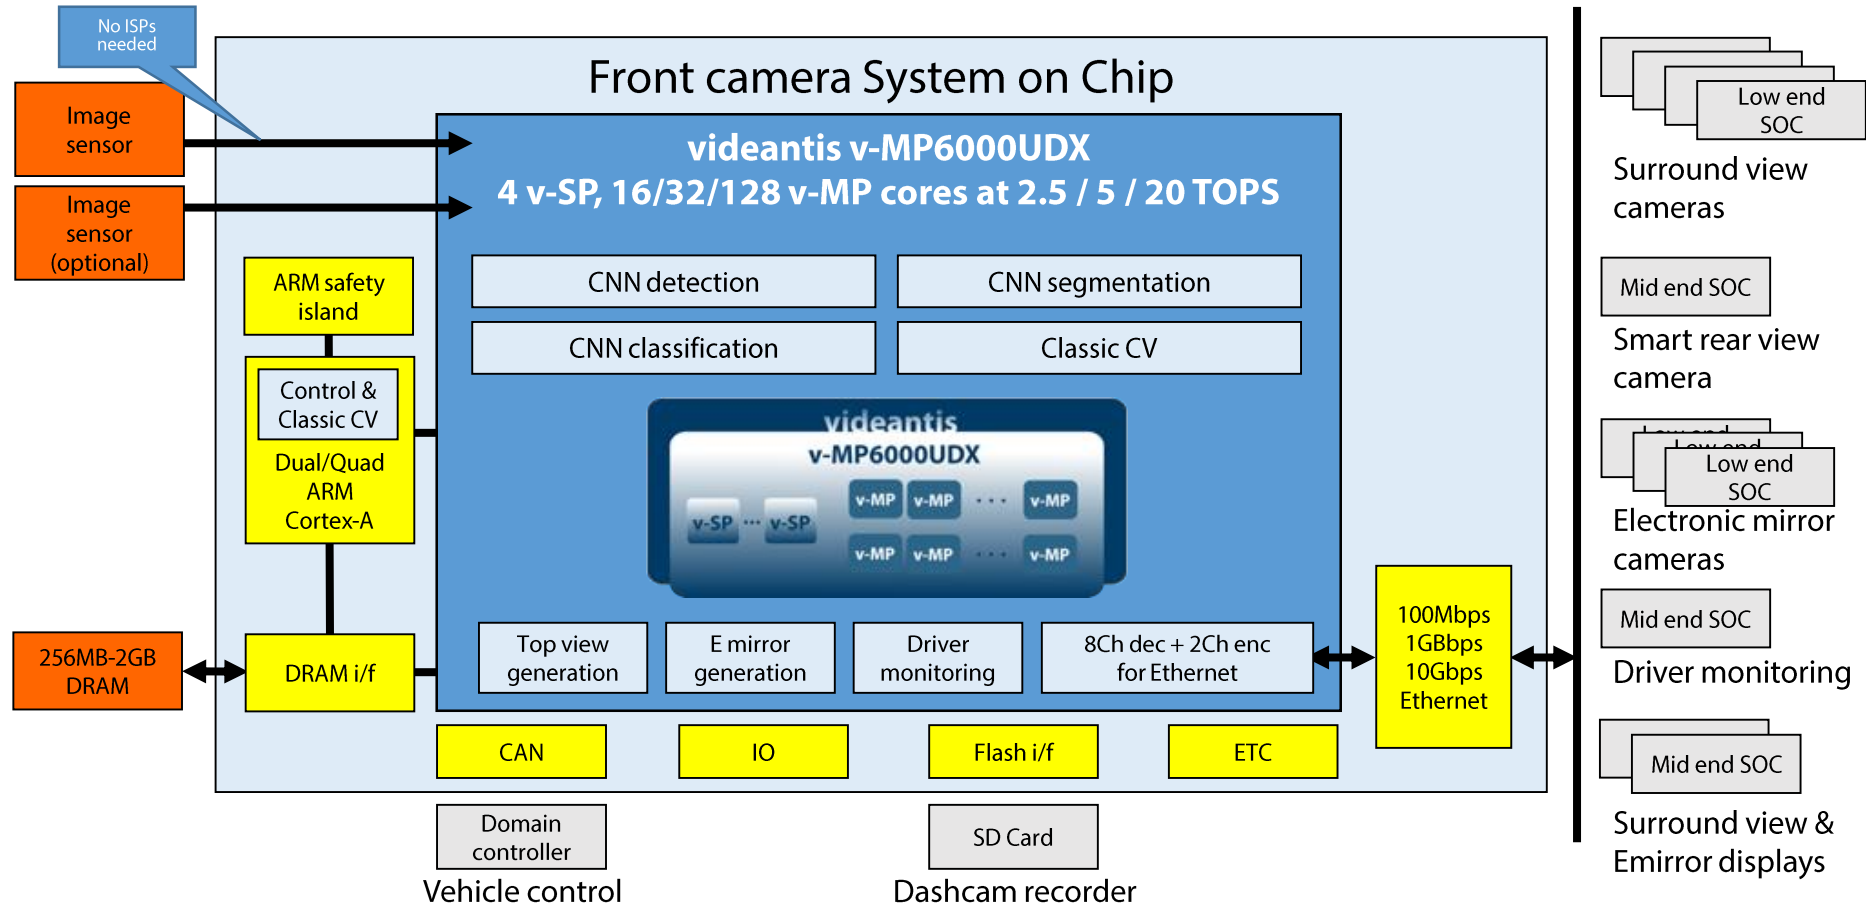 No ISPs
needed
Front camera System on Chip
Image
sensor
Image
sensor
(optional)
videantis v-MP6000UDX
4 v-SP, 16/32/128 v-MP cores at 2.5 / 5 / 20 TOPS
CNN detection
CNN segmentation
CNN classification
Classic CV
ARM safety
island
Control &
Classic CV
Dual/Quad
ARM
Cortex-A
videantis
v-MP6000UDX
v-SP ... v-SP
v-MP v-MP . . . v-MP
v-MP v-MP . . . v-MP
256MB-2GB
DRAM
DRAM i/f
Top view
generation
E mirror
generation
Driver
monitoring
8Ch dec + 2Ch enc
for Ethernet
100Mbps
1GBbps
10Gbps
Ethernet
CAN
IO
Flash i/f
ETC
Domain
controller
Vehicle control
SD Card
Dashcam recorder
Low end
SOC
Surround view
cameras
Mid end SOC
Smart rear view
camera
Low end
Low end
Low end
SOC
Electronic mirror
cameras
Mid end SOC
Driver monitoring
Mid end SOC
Surround view &
Emirror displays